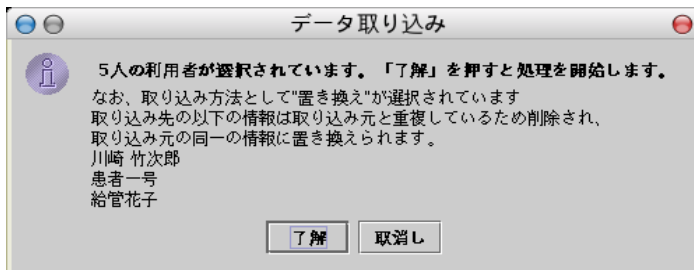 データ取り込み
5人の利用者が選択されています。「了解」を押すと処理を開始します。
なお、取り込み方法として"置き換え"が選択されています
取り込み先の以下の情報は取り込み元と重複しているため削除され、
取り込み元の同一の情報に置き換えられます。
川崎 竹次郎
患者一号
給管花子
了解 取消し